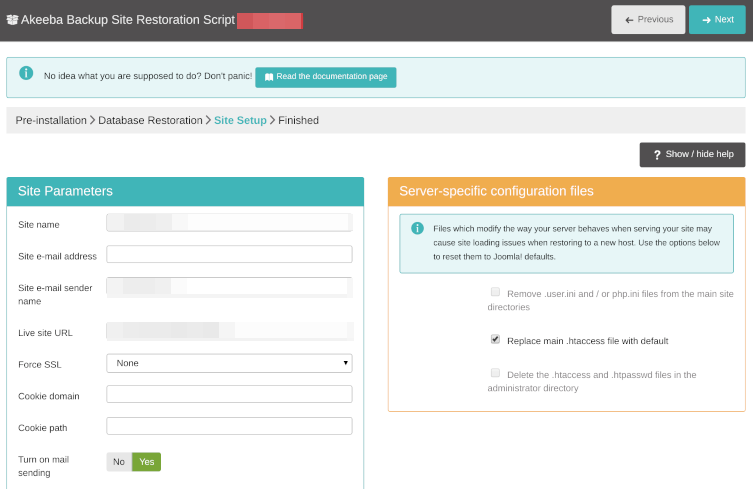 Akeeba Backup Site Restoration Script
Previous
Next
No idea what you are supposed to do? Don't panic! Read the documentation page
Pre-installation > Database Restoration > Site Setup > Finished
? Show / hide help
Site Parameters
Site name
Site e-mail address
Site e-mail sender
name
Live site URL
Force SSL
None
Cookie domain
Cookie path
Turn on mail
sending
No Yes
Server-specific configuration files
Files which modify the way your server behaves when serving your site may
cause site loading issues when restoring to a new host. Use the options below
to reset them to Joomla! defaults.
Remove .user.ini and / or php.ini files from the main site
directories
Replace main .htaccess file with default
Delete the .htaccess and .htpasswd files in the
administrator directory